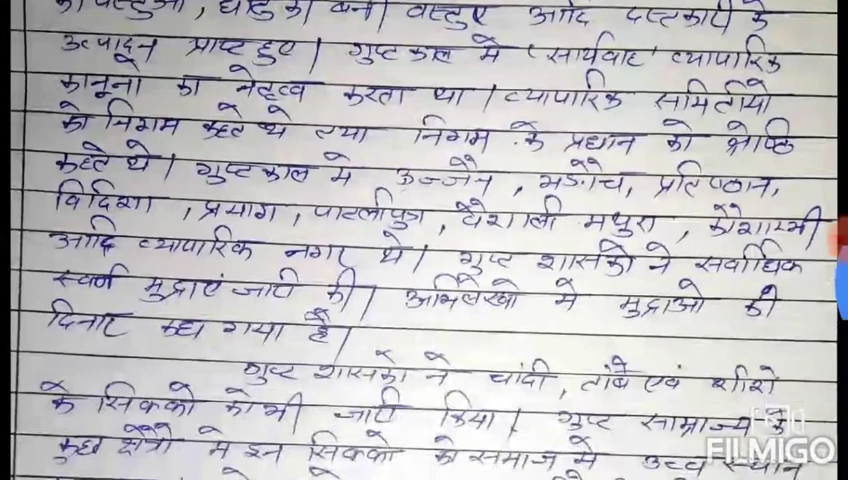 की वस्तुओं, धातु की बनी वस्तुएं आदि दस्तकारी के
उत्पादन प्राप्त हुए। गुप्तकाल में 'सार्यवाह' व्यापारिक
कानूनों का नेतृत्व करता था। व्यापारिक समितीयो
को निगम कहते थे तथा निगम के प्रधान को श्रेष्ठि
कहते थे। गुप्तकाल मे उज्जैन, भड़ौच, प्रतिष्ठान,
विदिशा, प्रयाग, पाटलीपुत्र, वैशाली मथुरा, कौशाम्भी
आदि व्यापारिक नगर थे। गुप्त शासकों ने सर्वाधिक
स्वर्ण मुद्राएं जारी की। अभिलेखो मे मुद्राओ की
दिनार कहा गया है।
गुप्त शासकों ने चांदी, तांबे एवं शीशे
के सिक्को को भी जारी किया। गुप्त साम्राज्य के
कुछ क्षेत्रों में इन सिक्को को समाज में उच्च स्थान
FILMIGO